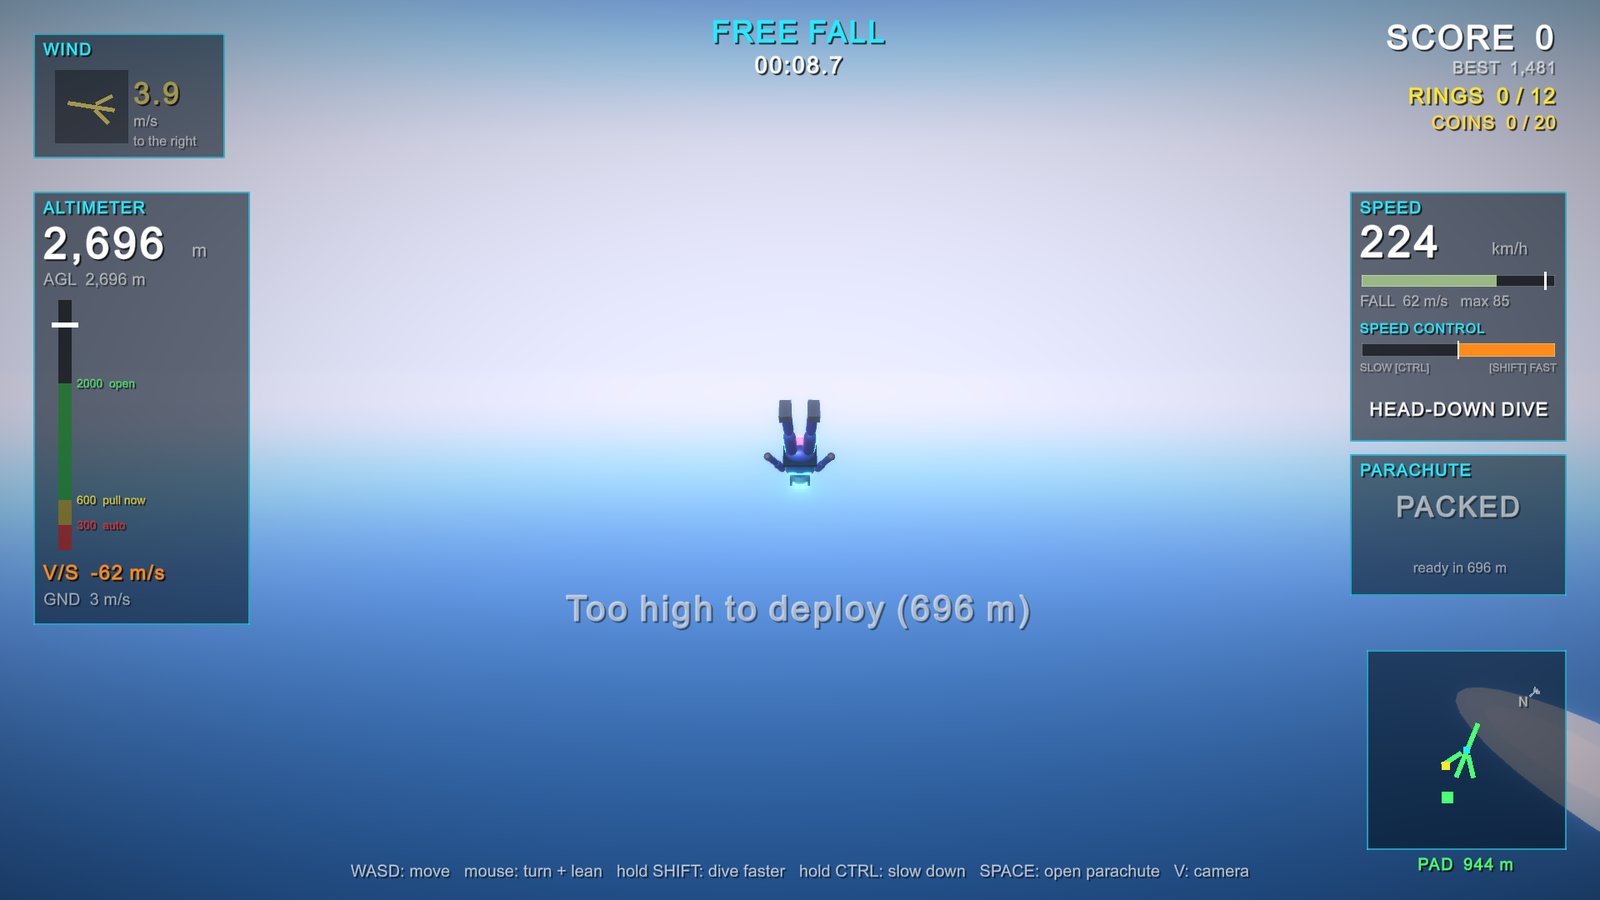 FREE FALL
00:08.7
WIND
3.9
m/s
to the right
SCORE 0
BEST 1,481
RINGS 0 / 12
COINS 0 / 20
ALTIMETER
2,696 m
AGL 2,696 m
2000 open
600 pull now
300 auto
V/S -62 m/s
GND 3 m/s
SPEED
224 km/h
FALL 62 m/s max 85
SPEED CONTROL
SLOW [CTRL] [SHIFT] FAST
HEAD-DOWN DIVE
PARACHUTE
PACKED
ready in 696 m
Too high to deploy (696 m)
N
PAD 944 m
WASD: move mouse: turn + lean hold SHIFT: dive faster hold CTRL: slow down SPACE: open parachute V: camera